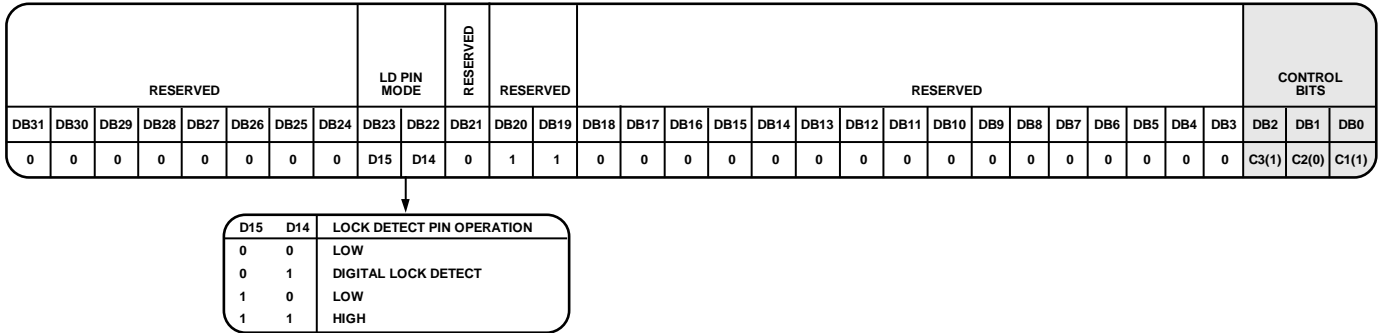 RESERVED
LD PIN
MODE
RESERVED
RESERVED
RESERVED
CONTROL
BITS
DB31 DB30 DB29 DB28 DB27 DB26 DB25 DB24 DB23 DB22 DB21 DB20 DB19 DB18 DB17 DB16 DB15 DB14 DB13 DB12 DB11 DB10 DB9 DB8 DB7 DB6 DB5 DB4 DB3 DB2 DB1 DB0
0 0 0 0 0 0 0 0 D15 D14 0 1 1 0 0 0 0 0 0 0 0 0 0 0 0 0 0 0 0 C3(1) C2(0) C1(1)
D15 D14 LOCK DETECT PIN OPERATION
0 0 LOW
0 1 DIGITAL LOCK DETECT
1 0 LOW
1 1 HIGH